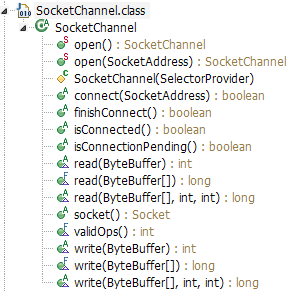 SocketChannel.class
SocketChannel
open() : SocketChannel
open(SocketAddress) : SocketChannel
SocketChannel(SelectorProvider)
connect(SocketAddress) : boolean
finishConnect() : boolean
isConnected() : boolean
isConnectionPending() : boolean
read(ByteBuffer) : int
read(ByteBuffer[]) : long
read(ByteBuffer[], int, int) : long
socket() : Socket
validOps() : int
write(ByteBuffer) : int
write(ByteBuffer[]) : long
write(ByteBuffer[], int, int) : long